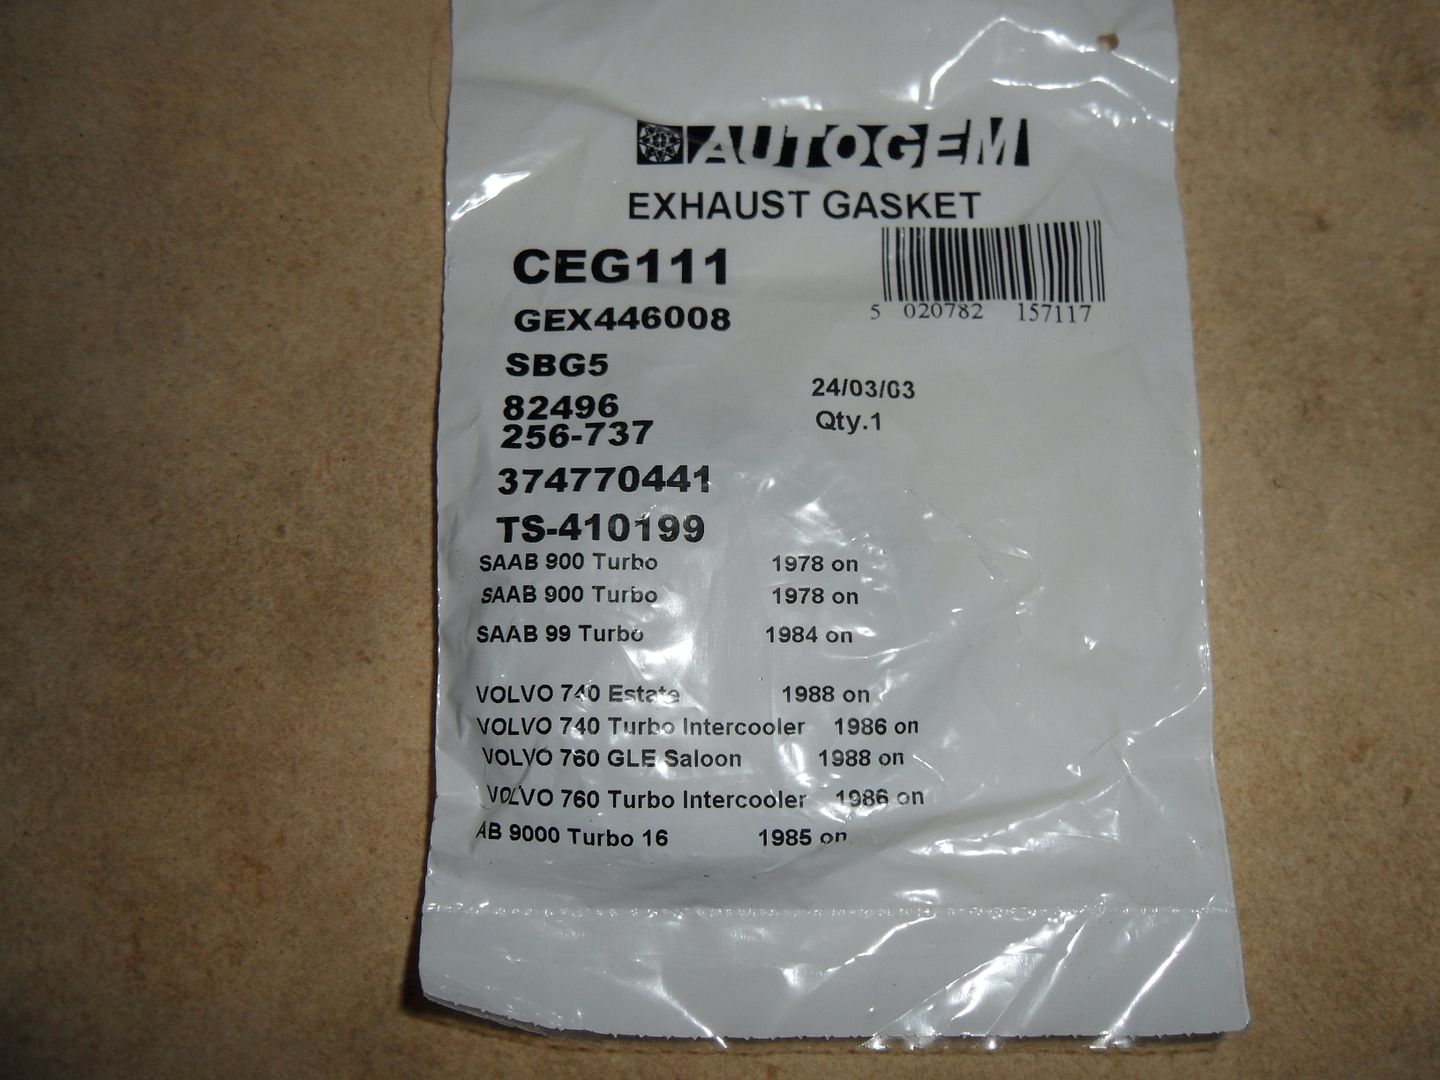 AUTOGEM
EXHAUST GASKET
CEG111
5 020782 157117
GEX446008
SBG5
24/03/03
82496
Qty.1
256-737
374770441
TS-410199
SAAB 900 Turbo 1978 on
SAAB 900 Turbo 1978 on
SAAB 99 Turbo 1984 on
VOLVO 740 Estate 1988 on
VOLVO 740 Turbo Intercooler 1986 on
VOLVO 760 GLE Saloon 1988 on
VOLVO 760 Turbo Intercooler 1986 on
AB 9000 Turbo 16 1985 on